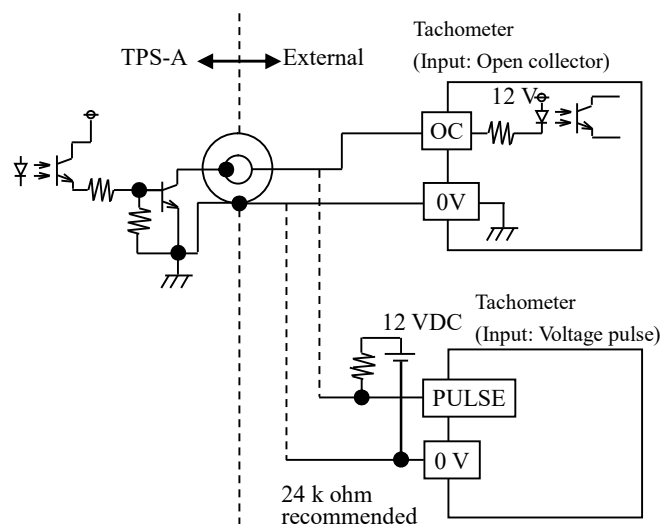 Tachometer
(Input: Open collector)
TPS-A
External
12 V
OC
0V
Tachometer
(Input: Voltage pulse)
12 VDC
PULSE
0 V
24 k ohm
recommended